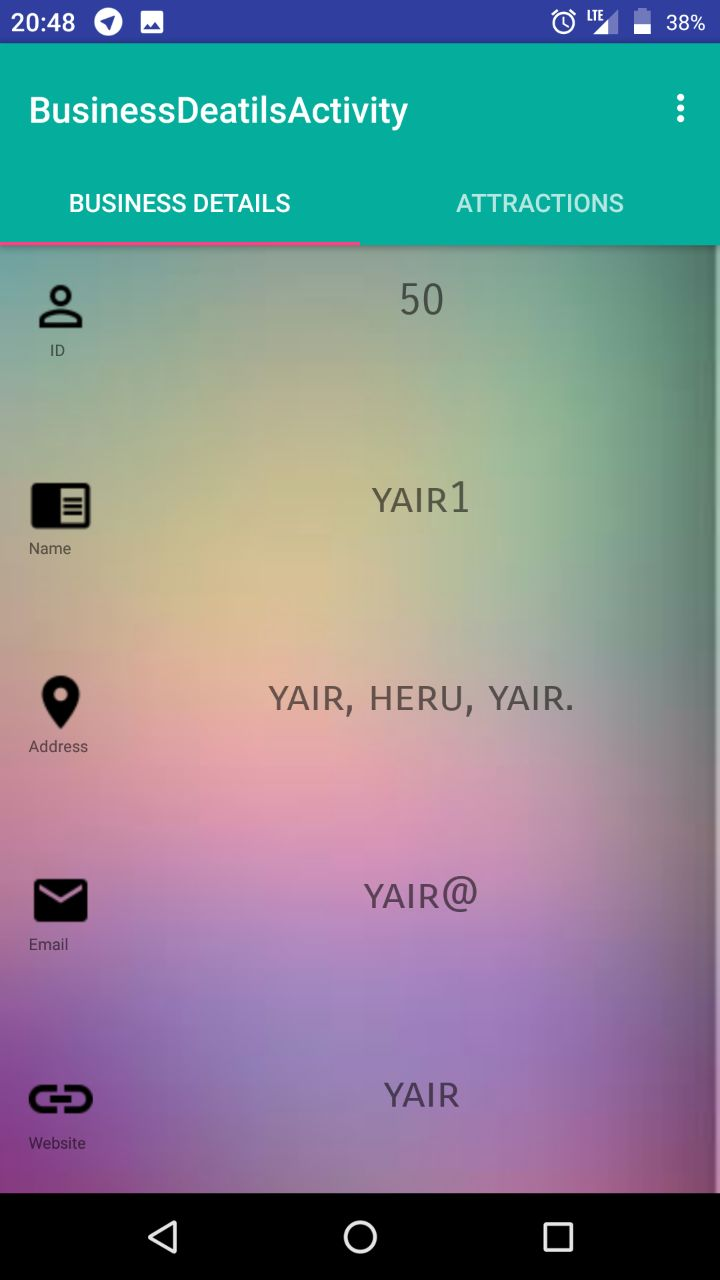 20:48 LTE 38%
BusinessDeatilsActivity
BUSINESS DETAILS ATTRACTIONS
50
ID
YAIR1
Name
YAIR, HERU, YAIR.
Address
YAIR@
Email
YAIR
Website